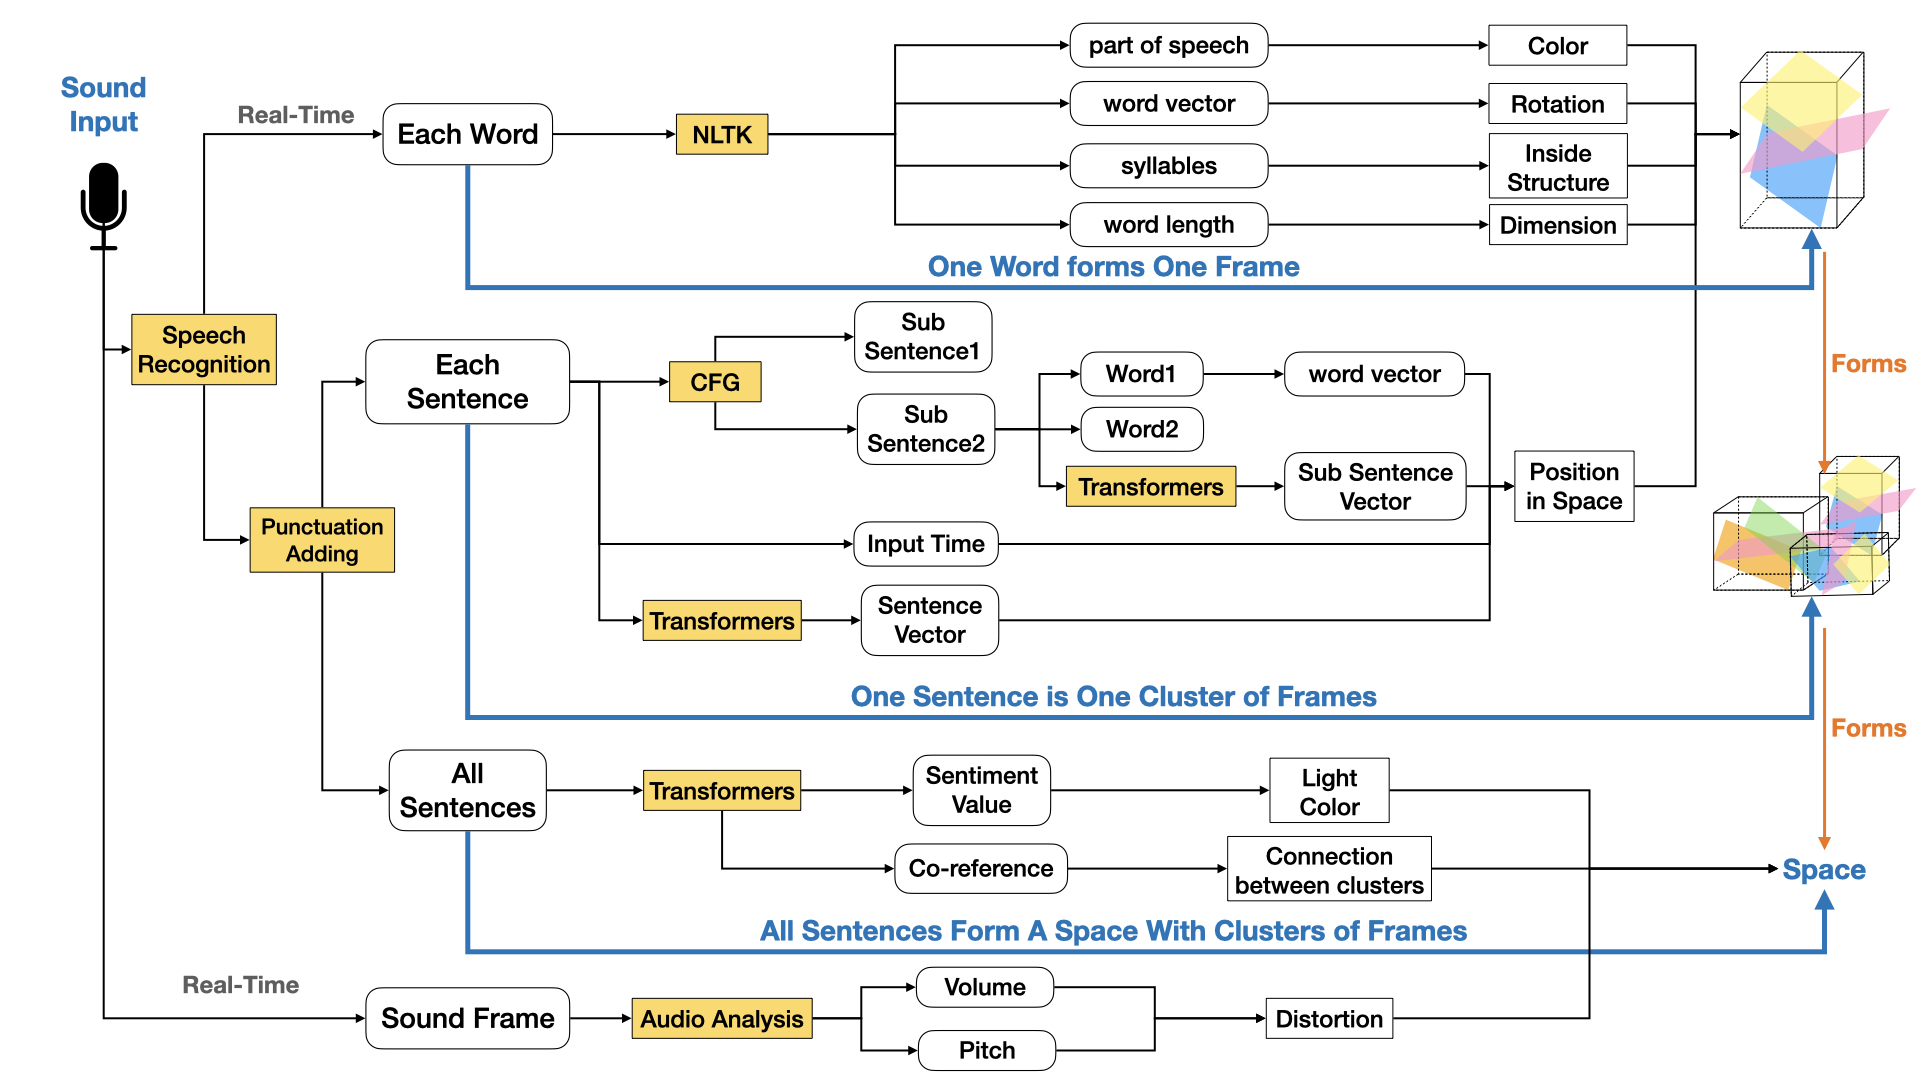 Sound
Input
Real-Time
Each Word
NLTK
part of speech
Color
word vector
Rotation
syllables
Inside
Structure
word length
Dimension
One Word forms One Frame
Speech
Recognition
Each
Sentence
CFG
Sub
Sentence1
Sub
Sentence2
Word1
word vector
Word2
Transformers
Sub Sentence
Vector
Position
in Space
Forms
Punctuation
Adding
Input Time
Transformers
Sentence
Vector
One Sentence is One Cluster of Frames
Forms
All
Sentences
Transformers
Sentiment
Value
Light
Color
Co-reference
Connection
between clusters
Space
All Sentences Form A Space With Clusters of Frames
Real-Time
Sound Frame
Audio Analysis
Volume
Pitch
Distortion